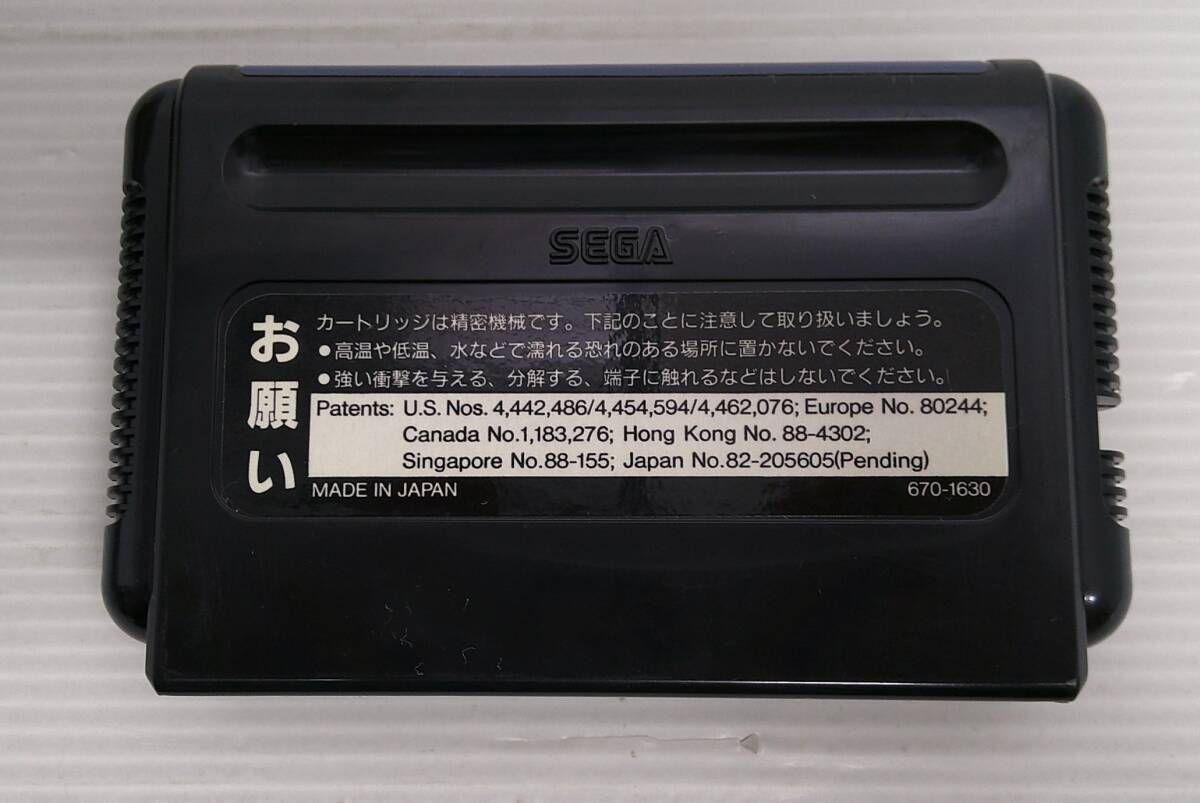 SEGA
お願い
カートリッジは精密機械です。下記のことに注意して取り扱いましょう。
●高温や低温、水などで濡れる恐れのある場所に置かないでください。
●強い衝撃を与える、分解する、端子に触れるなどはしないでください。
Patents: U.S. Nos. 4,442,486/4,454,594/4,462,076; Europe No. 80244;
Canada No.1,183,276; Hong Kong No. 88-4302;
Singapore No.88-155; Japan No.82-205605(Pending)
MADE IN JAPAN 670-1630